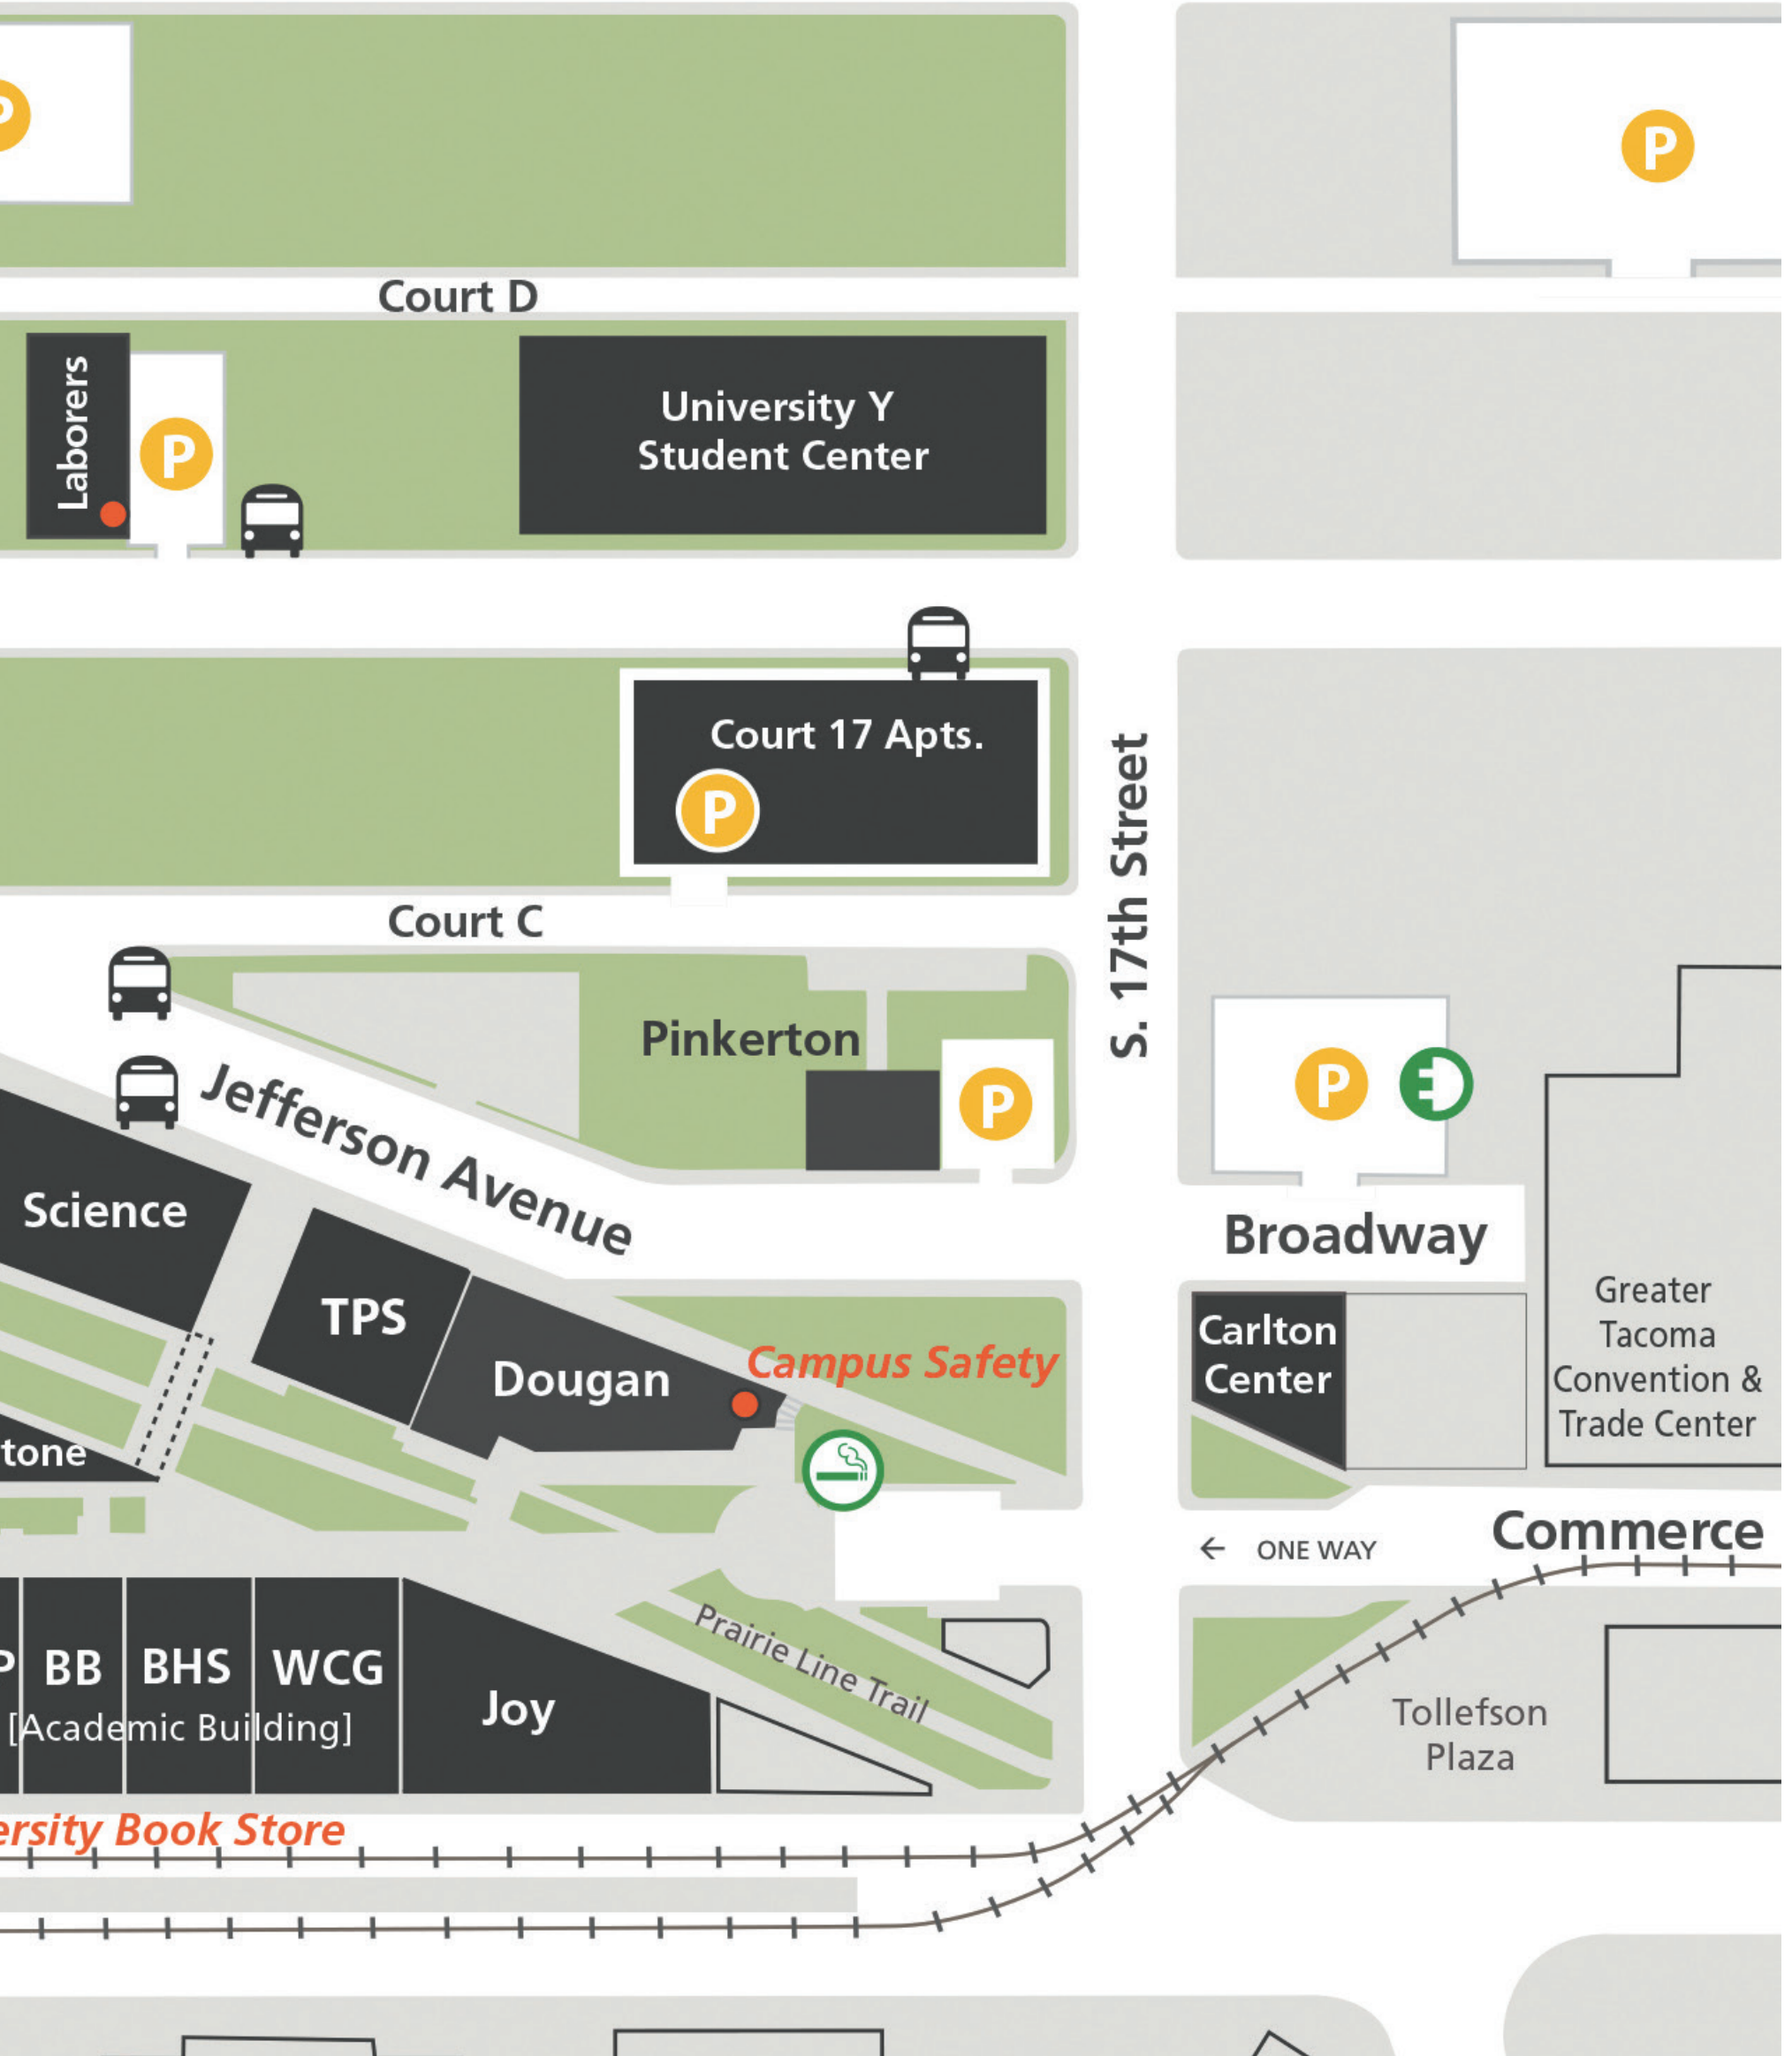 P
P
Court D
Laborers
P
University Y
Student Center
Court 17 Apts.
P
S. 17th Street
Court C
Pinkerton
P
P
Jefferson Avenue
Science
Broadway
TPS
Dougan
Campus Safety
Carlton
Center
Greater
Tacoma
Convention &
Trade Center
tone
← ONE WAY
Commerce
Prairie Line Trail
P
BB
BHS
WCG
[Academic Building]
Joy
Tollefson
Plaza
ersity Book Store